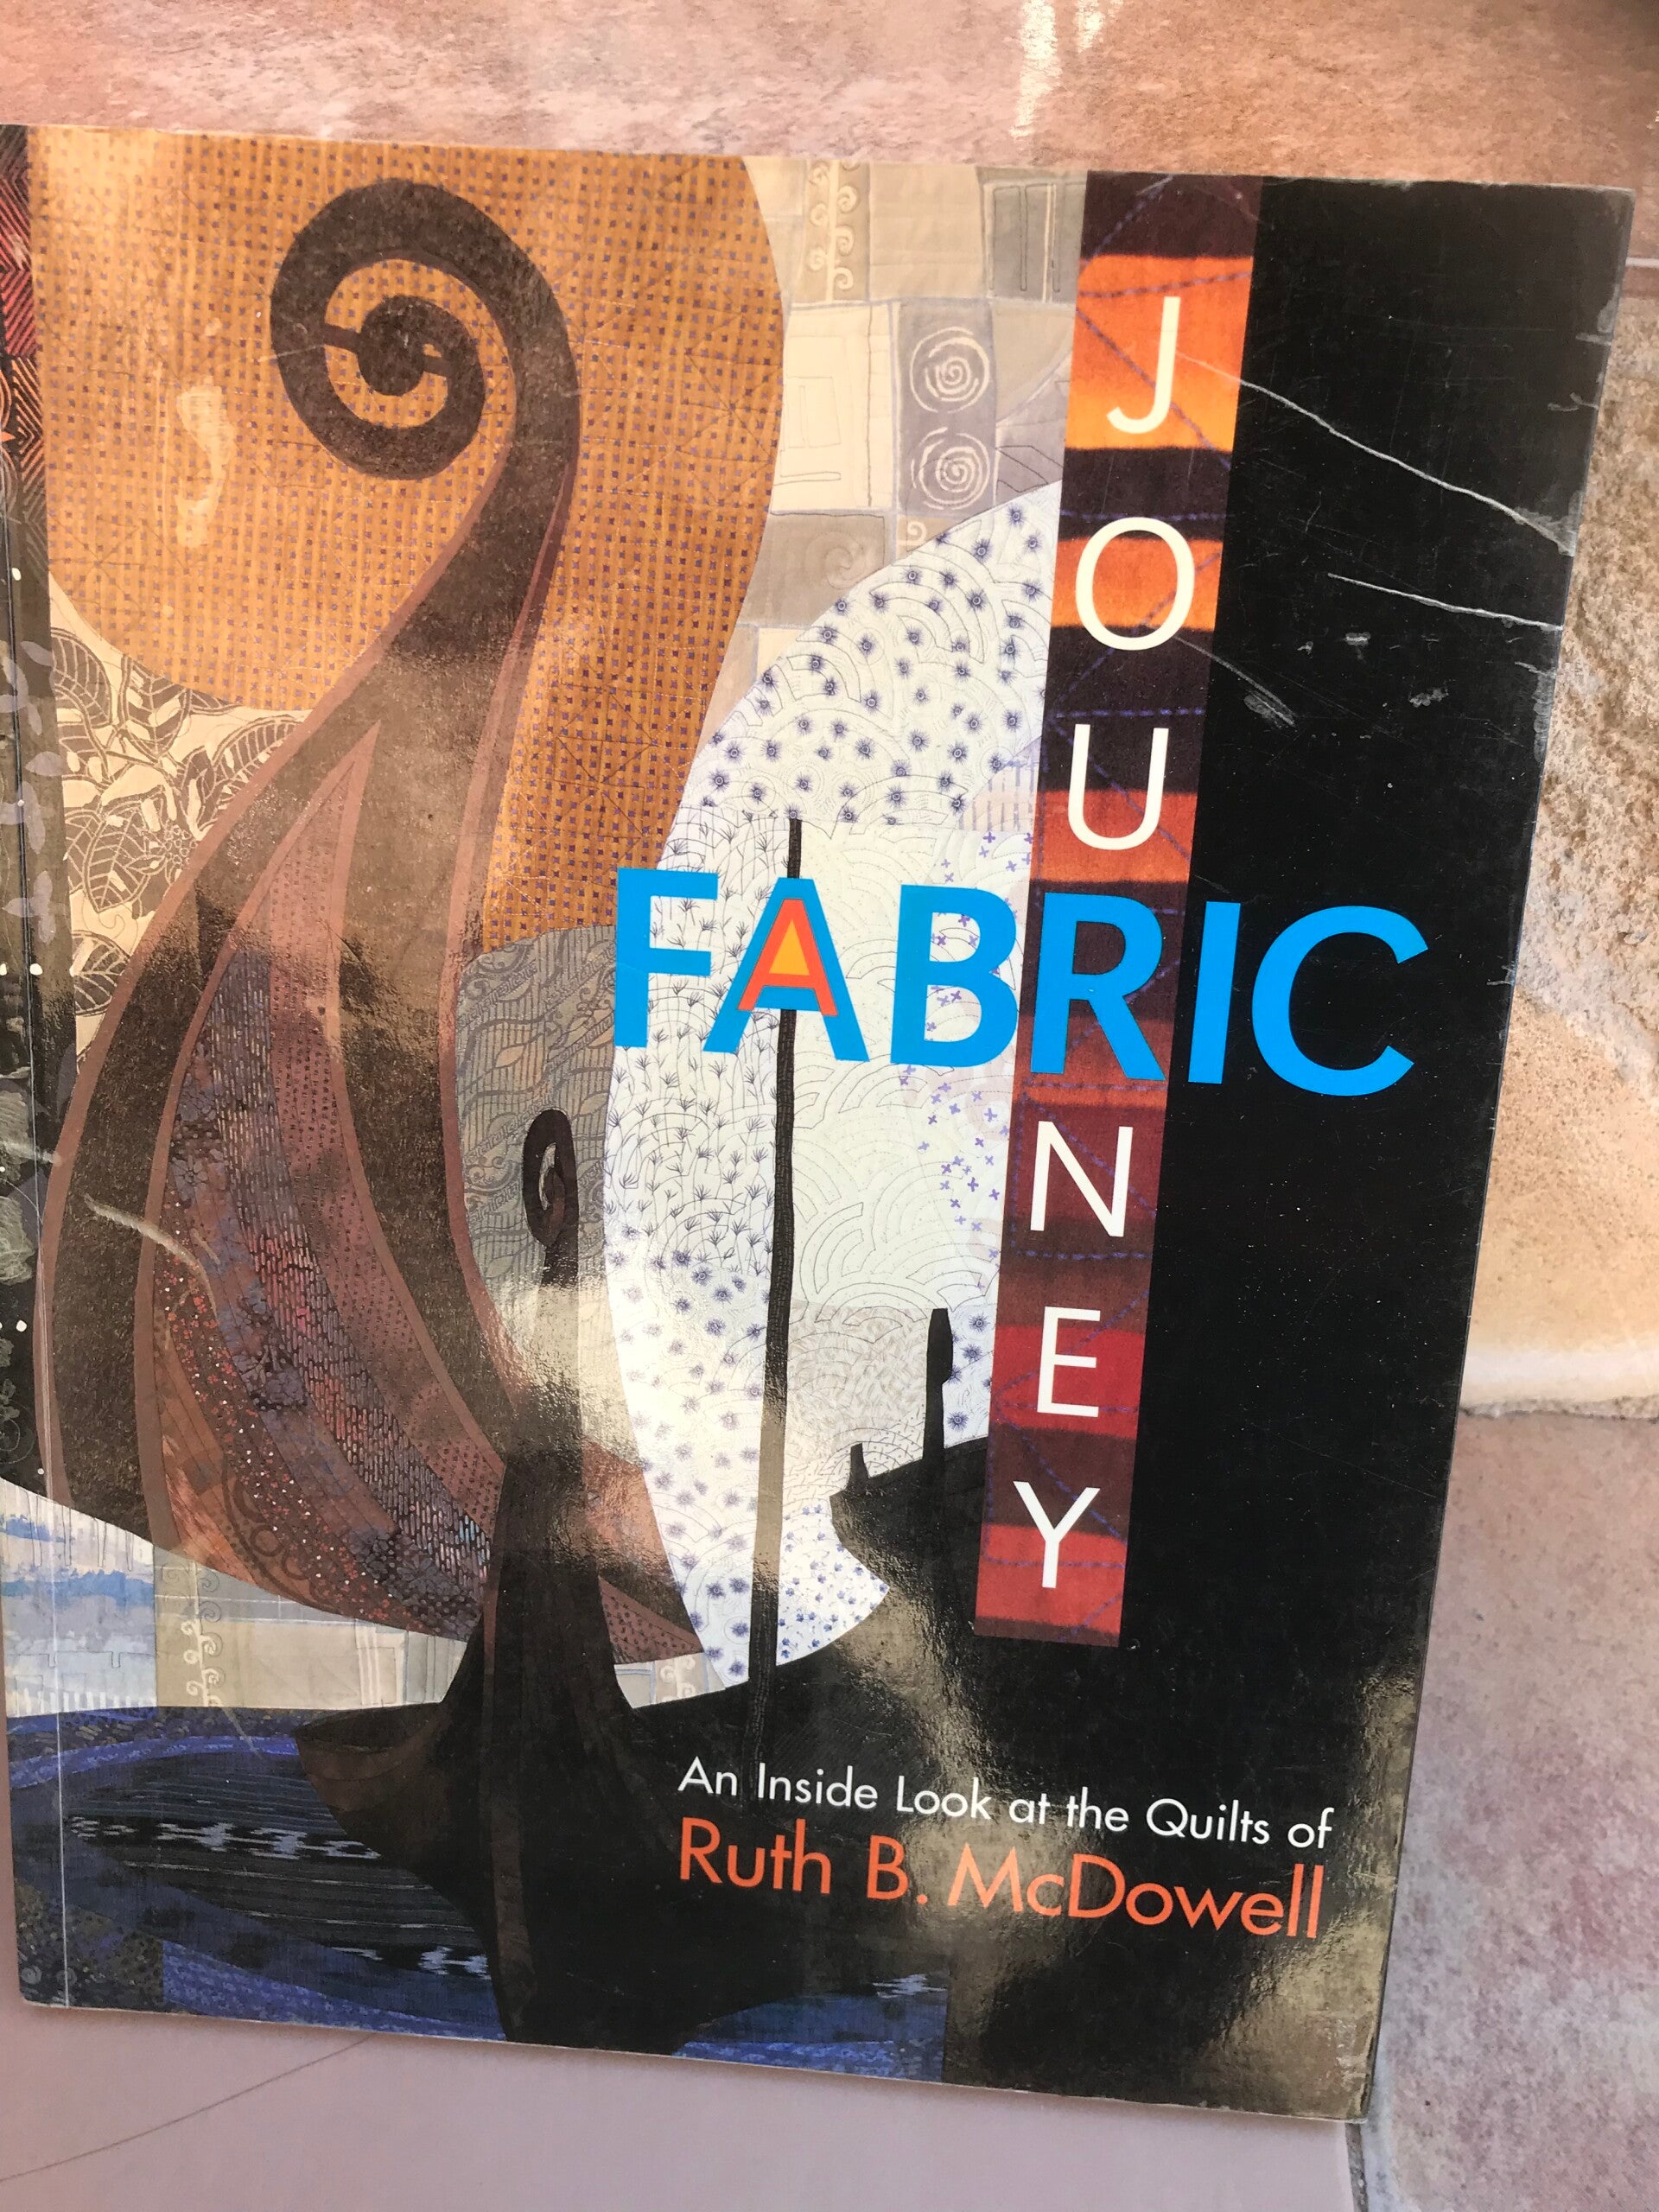 A
FABRIC
JOURNEY
An Inside Look at the Quilts of
Ruth B. McDowell